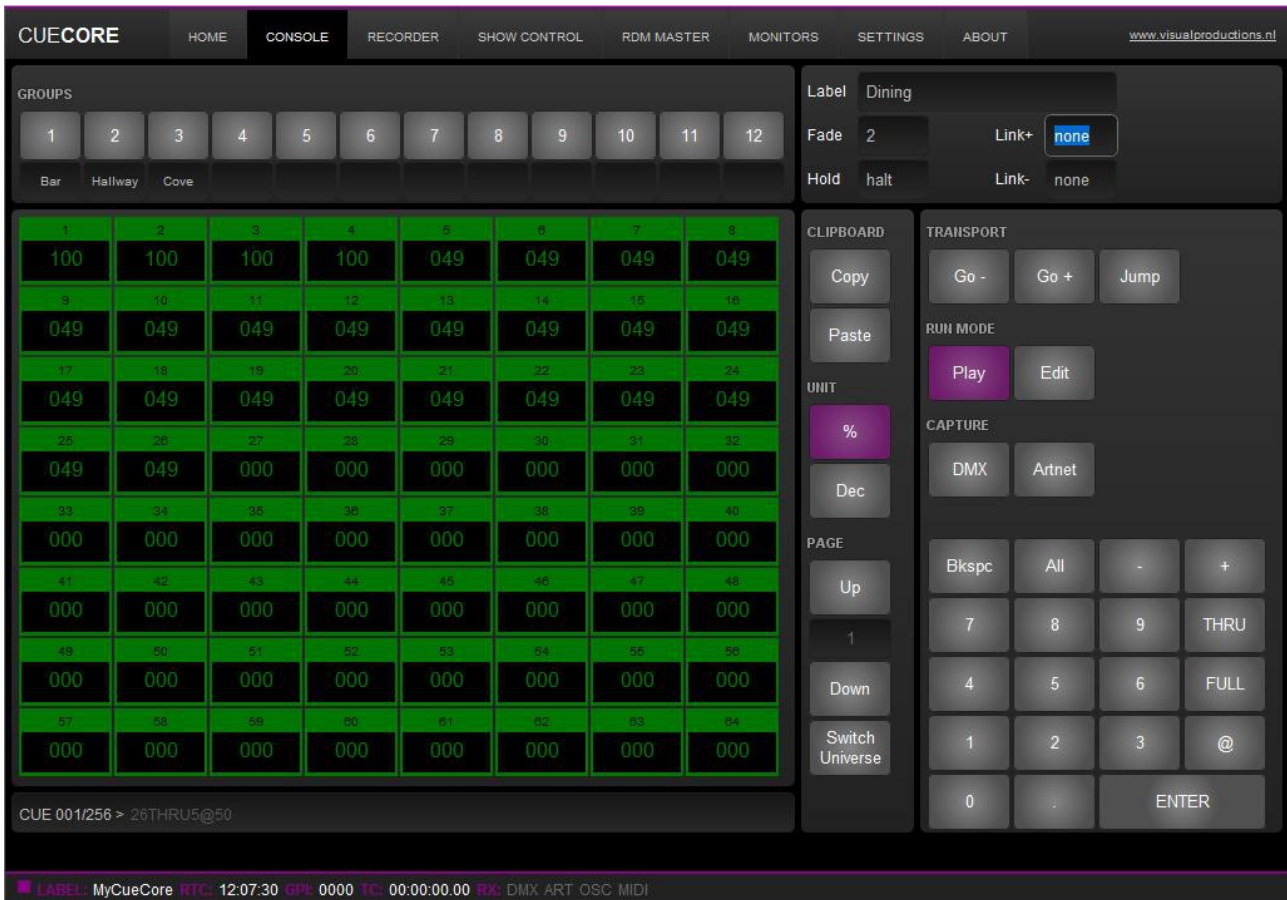 CUECORE HOME CONSOLE RECORDER SHOW CONTROL RDM MASTER MONITORS SETTINGS ABOUT www.visualproductions.nl
GROUPS
1 2 3 4 5 6 7 8 9 10 11 12
Bar Hallway Cove
Label Dining
Fade 2 Link+ none
Hold halt Link- none
1 2 3 4 5 6 7 8
100 100 100 100 049 049 049 049
9 10 11 12 13 14 15 16
049 049 049 049 049 049 049 049
17 18 19 20 21 22 23 24
049 049 049 049 049 049 049 049
25 26 27 28 29 30 31 32
049 049 000 000 000 000 000 000
33 34 35 36 37 38 39 40
000 000 000 000 000 000 000 000
41 42 43 44 45 46 47 48
000 000 000 000 000 000 000 000
49 50 51 52 53 54 55 56
000 000 000 000 000 000 000 000
57 58 59 60 61 62 63 64
000 000 000 000 000 000 000 000
CUE 001/256 > 26THRU5@50
CLIPBOARD
Copy
Paste
UNIT
%
Dec
PAGE
Up
1
Down
Switch
Universe
TRANSPORT
Go - Go + Jump
RUN MODE
Play Edit
CAPTURE
DMX Artnet
Bkspc All - +
7 8 9 THRU
4 5 6 FULL
1 2 3 @
0 . ENTER
LABEL: MyCueCore RTC: 12:07:30 GPI: 0000 TC: 00:00:00.00 RX: DMX ART OSC MIDI